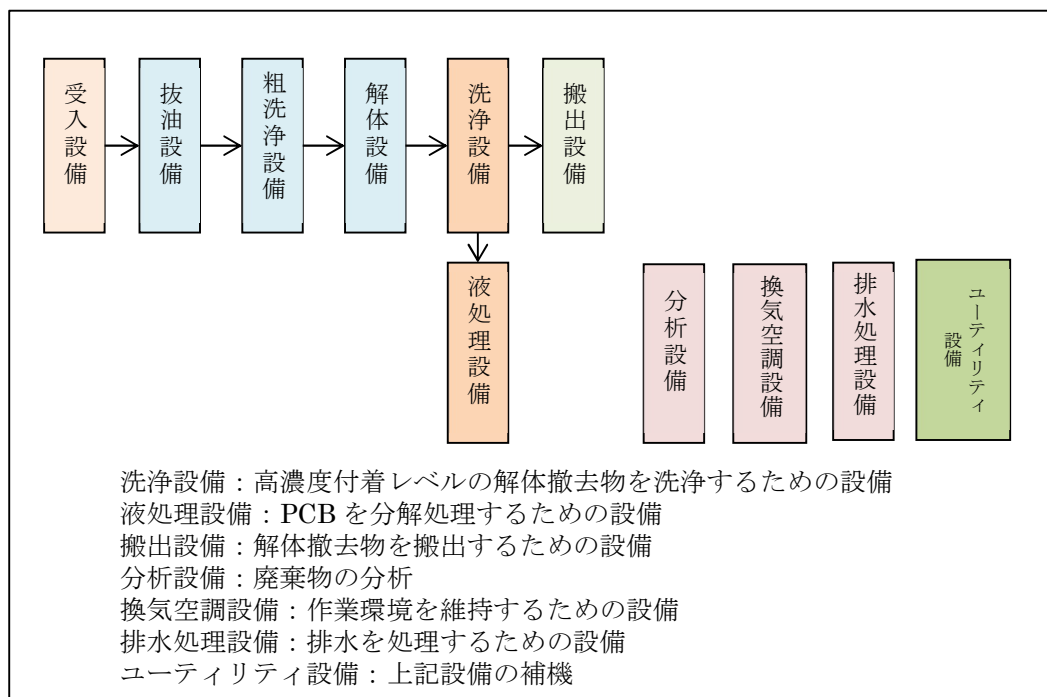 受入設備
抜油設備
粗洗浄設備
解体設備
洗浄設備
搬出設備
液処理設備
分析設備
換気空調設備
排水処理設備
ユーティリティ
設備
洗浄設備：高濃度付着レベルの解体撤去物を洗浄するための設備
液処理設備：PCB を分解処理するための設備
搬出設備：解体撤去物を搬出するための設備
分析設備：廃棄物の分析
換気空調設備：作業環境を維持するための設備
排水処理設備：排水を処理するための設備
ユーティリティ設備：上記設備の補機